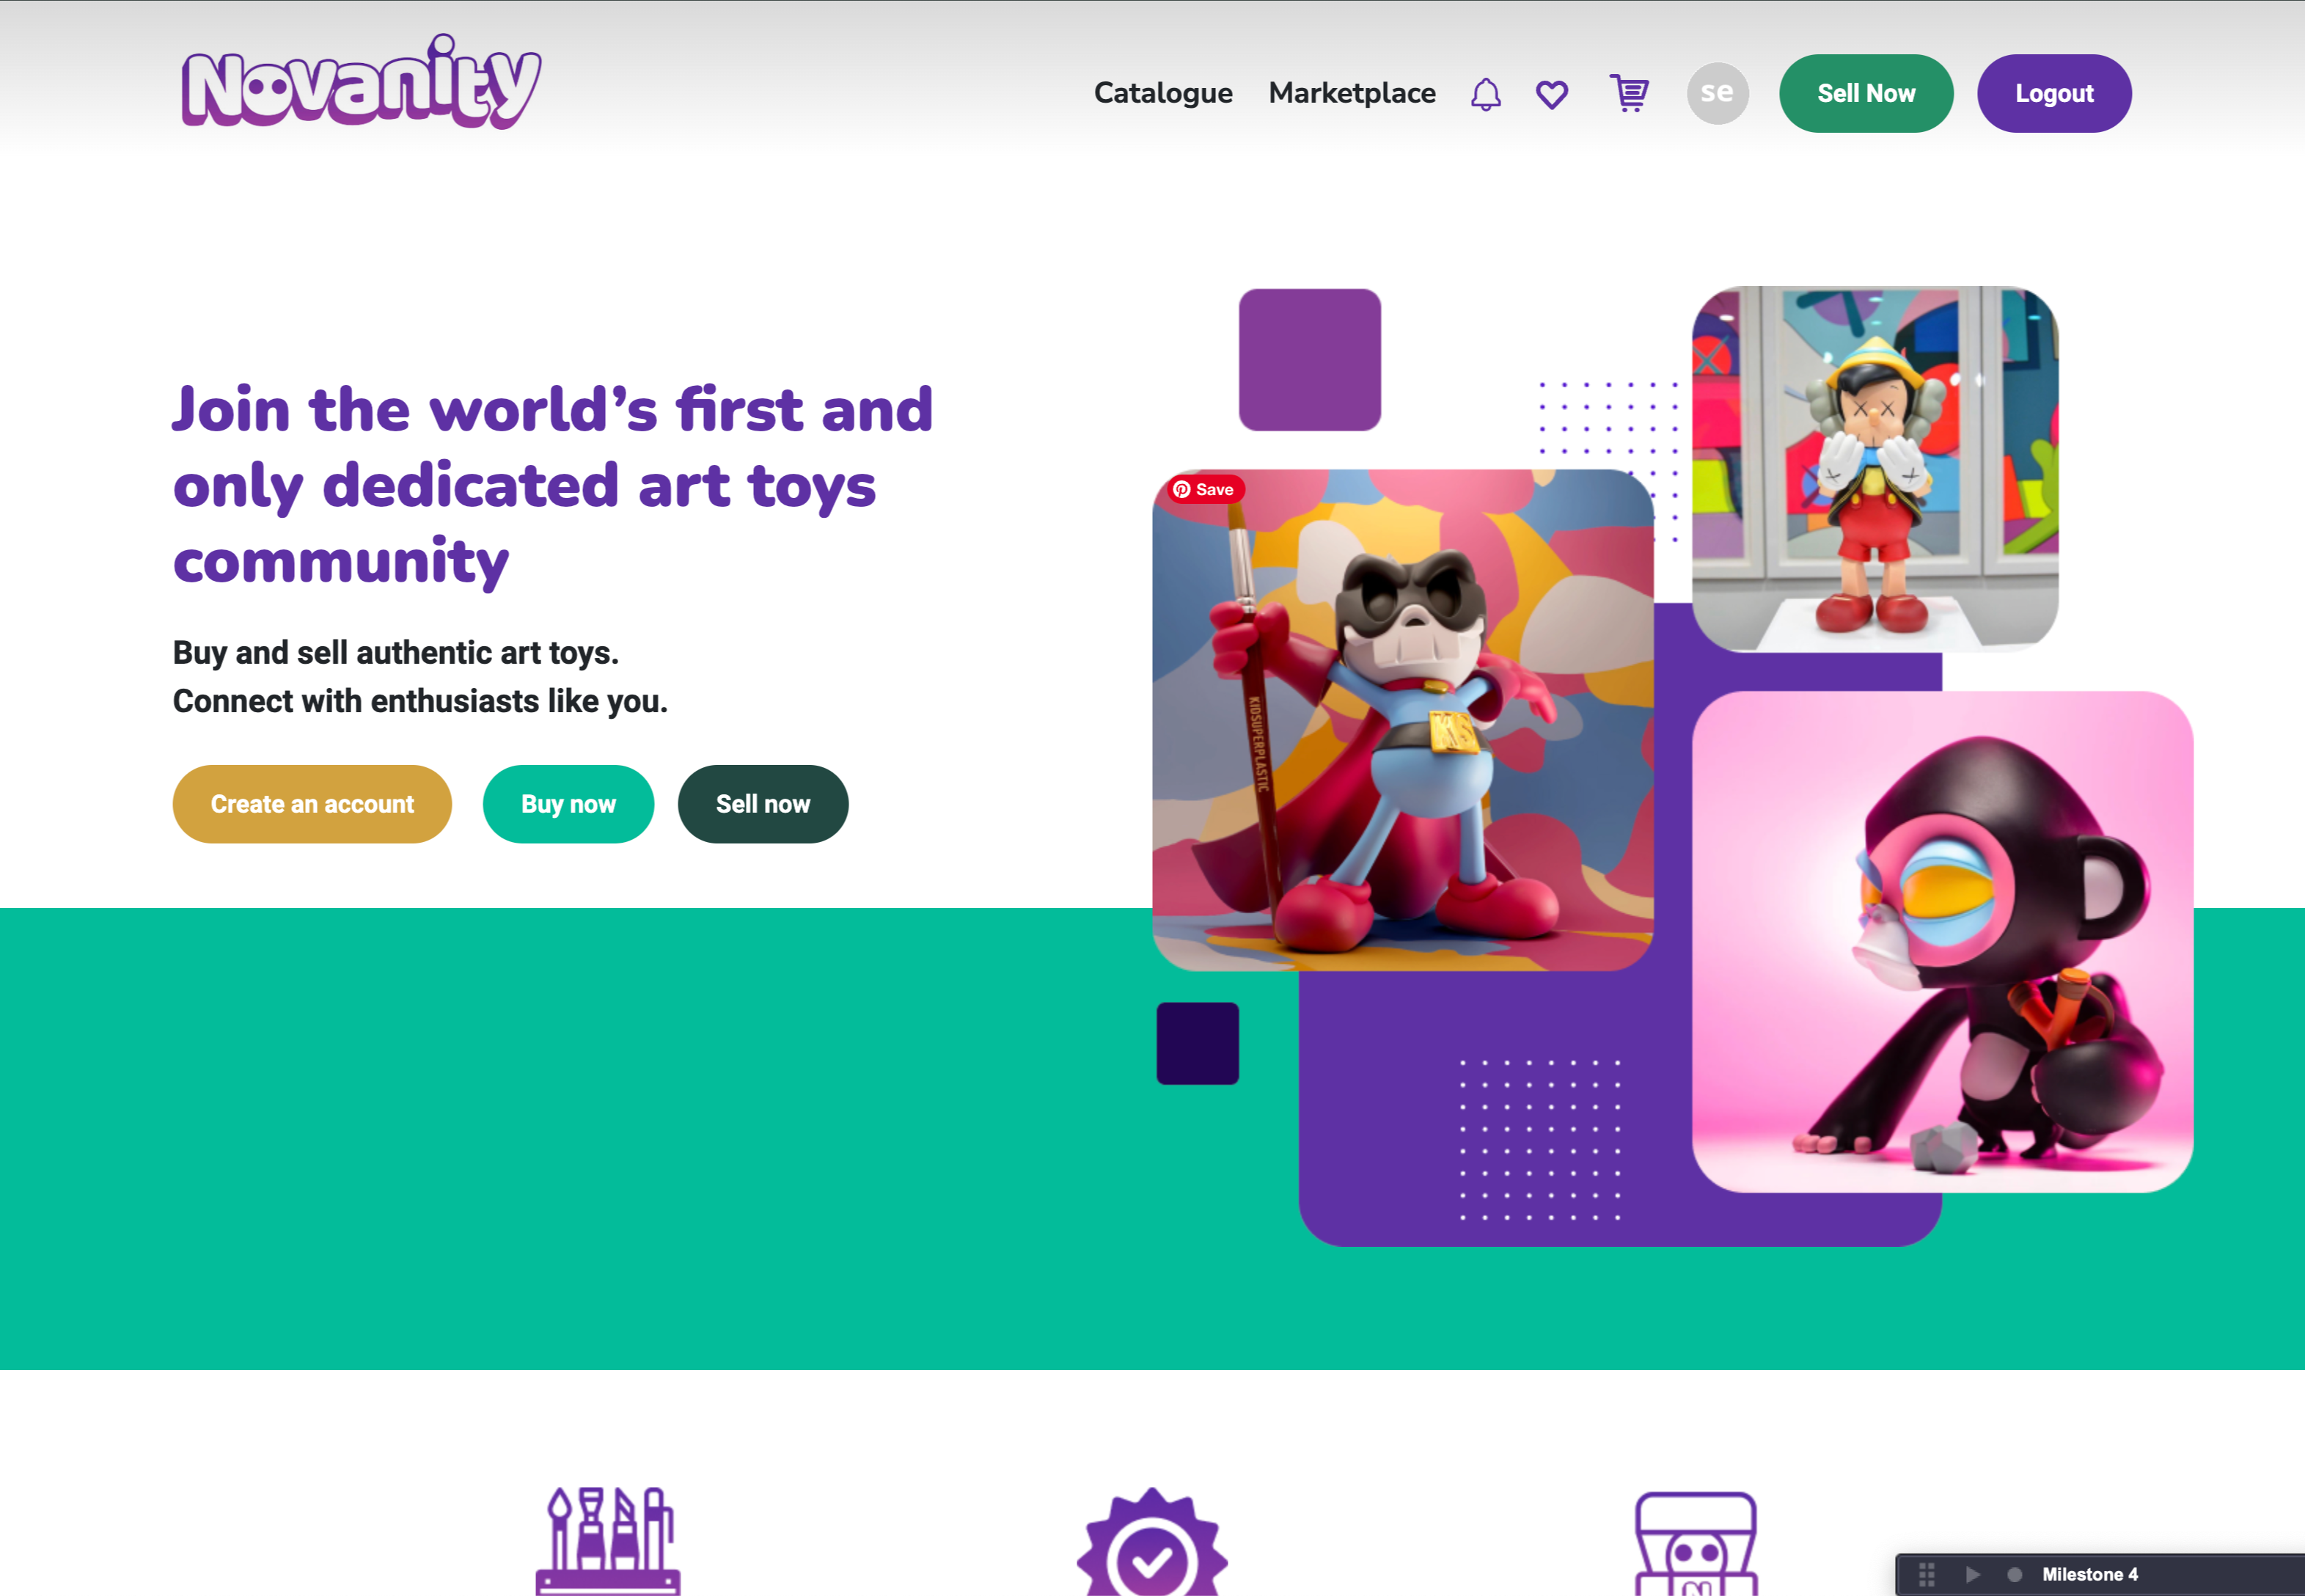 Novanity
Catalogue
Marketplace
se
Sell Now
Logout
Join the world’s first and
only dedicated art toys
community
Buy and sell authentic art toys.
Connect with enthusiasts like you.
Create an account
Buy now
Sell now
Save
KIDSUPERPLASTIC
KS
N
Milestone 4